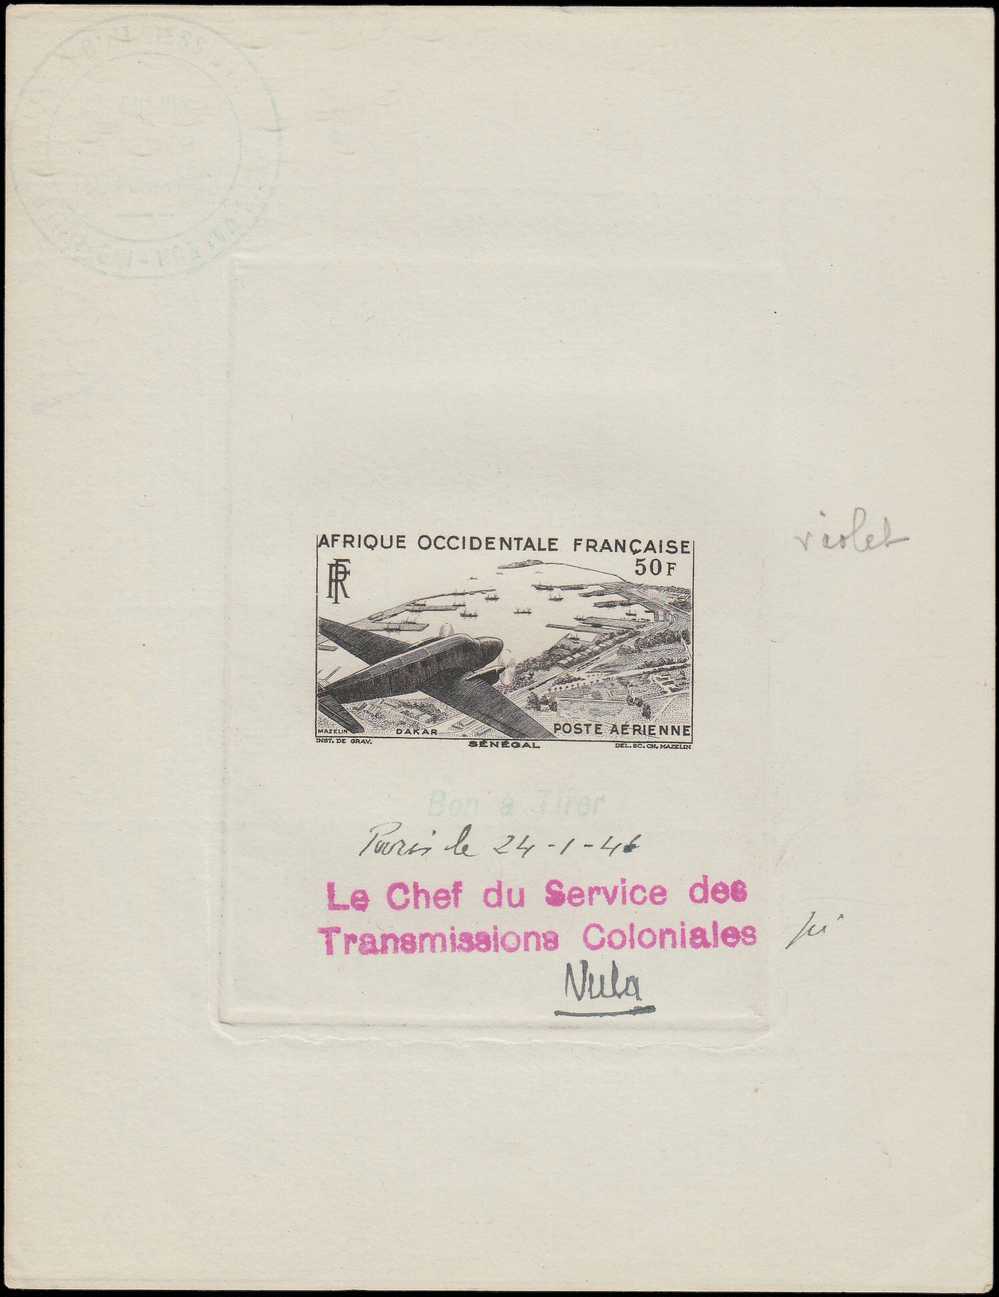 AFRIQUE OCCIDENTALE FRANÇAISE
RF
50F
violet
MAZELIN
DAKAR
POSTE AÉRIENNE
INST. DE GRAV.
SÉNÉGAL
DEL. SC. CH. MAZELIN
Bon à Tirer
Paris le 24-1-46
Le Chef du Service des
Transmissions Coloniales